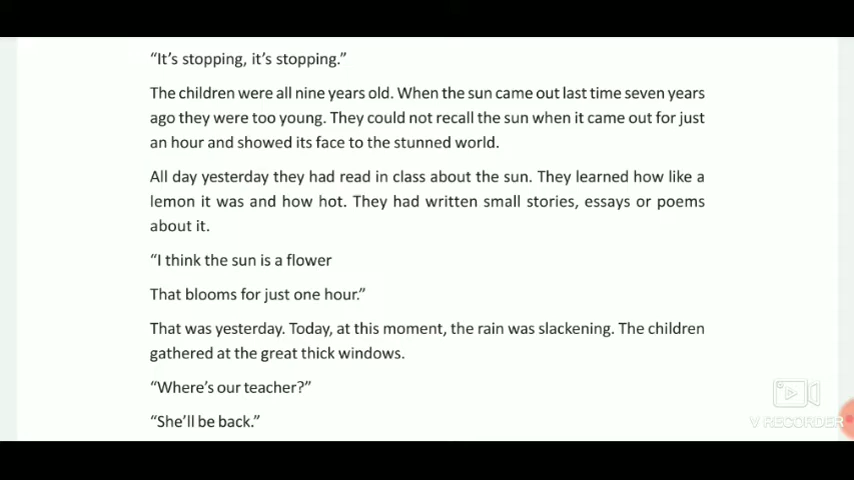 “It’s stopping, it’s stopping.”
The children were all nine years old. When the sun came out last time seven years
ago they were too young. They could not recall the sun when it came out for just
an hour and showed its face to the stunned world.
All day yesterday they had read in class about the sun. They learned how like a
lemon it was and how hot. They had written small stories, essays or poems
about it.
“I think the sun is a flower
That blooms for just one hour.”
That was yesterday. Today, at this moment, the rain was slackening. The children
gathered at the great thick windows.
“Where’s our teacher?”
“She’ll be back.”
V RECORDER